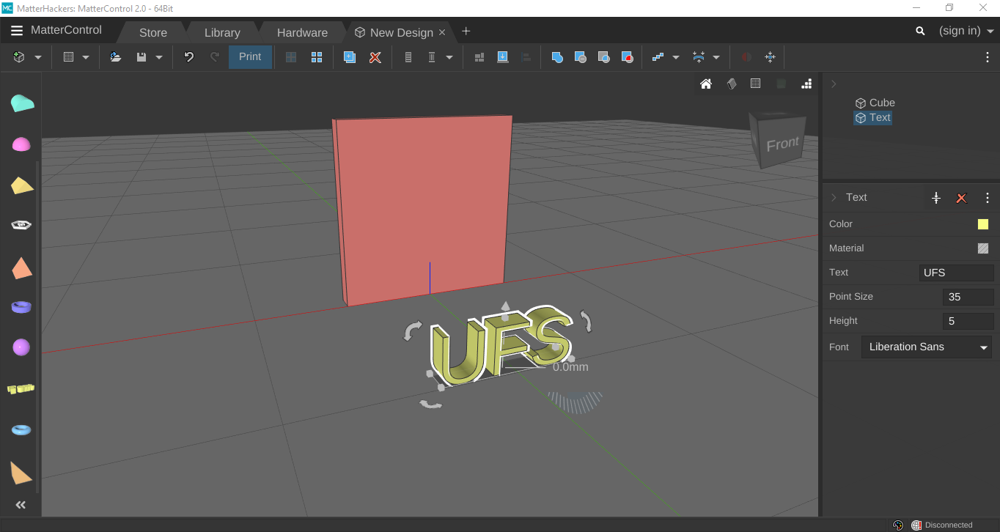 MC MatterHackers: MatterControl 2.0 - 64Bit
MatterControl
Store
Library
Hardware
New Design
(sign in)
Print
Cube
Text
Front
Text
Color
Material
Text UFS
Point Size 35
Height 5
Font Liberation Sans
UFS
0.0mm
Disconnected